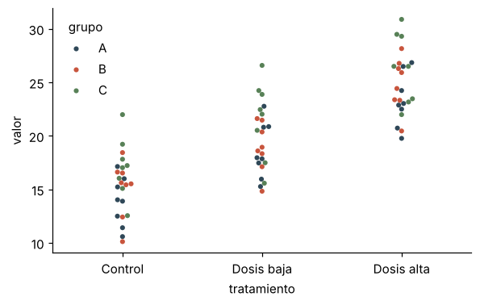 grupo
A
B
C
30
25
20
15
10
valor
Control
Dosis baja
Dosis alta
tratamiento